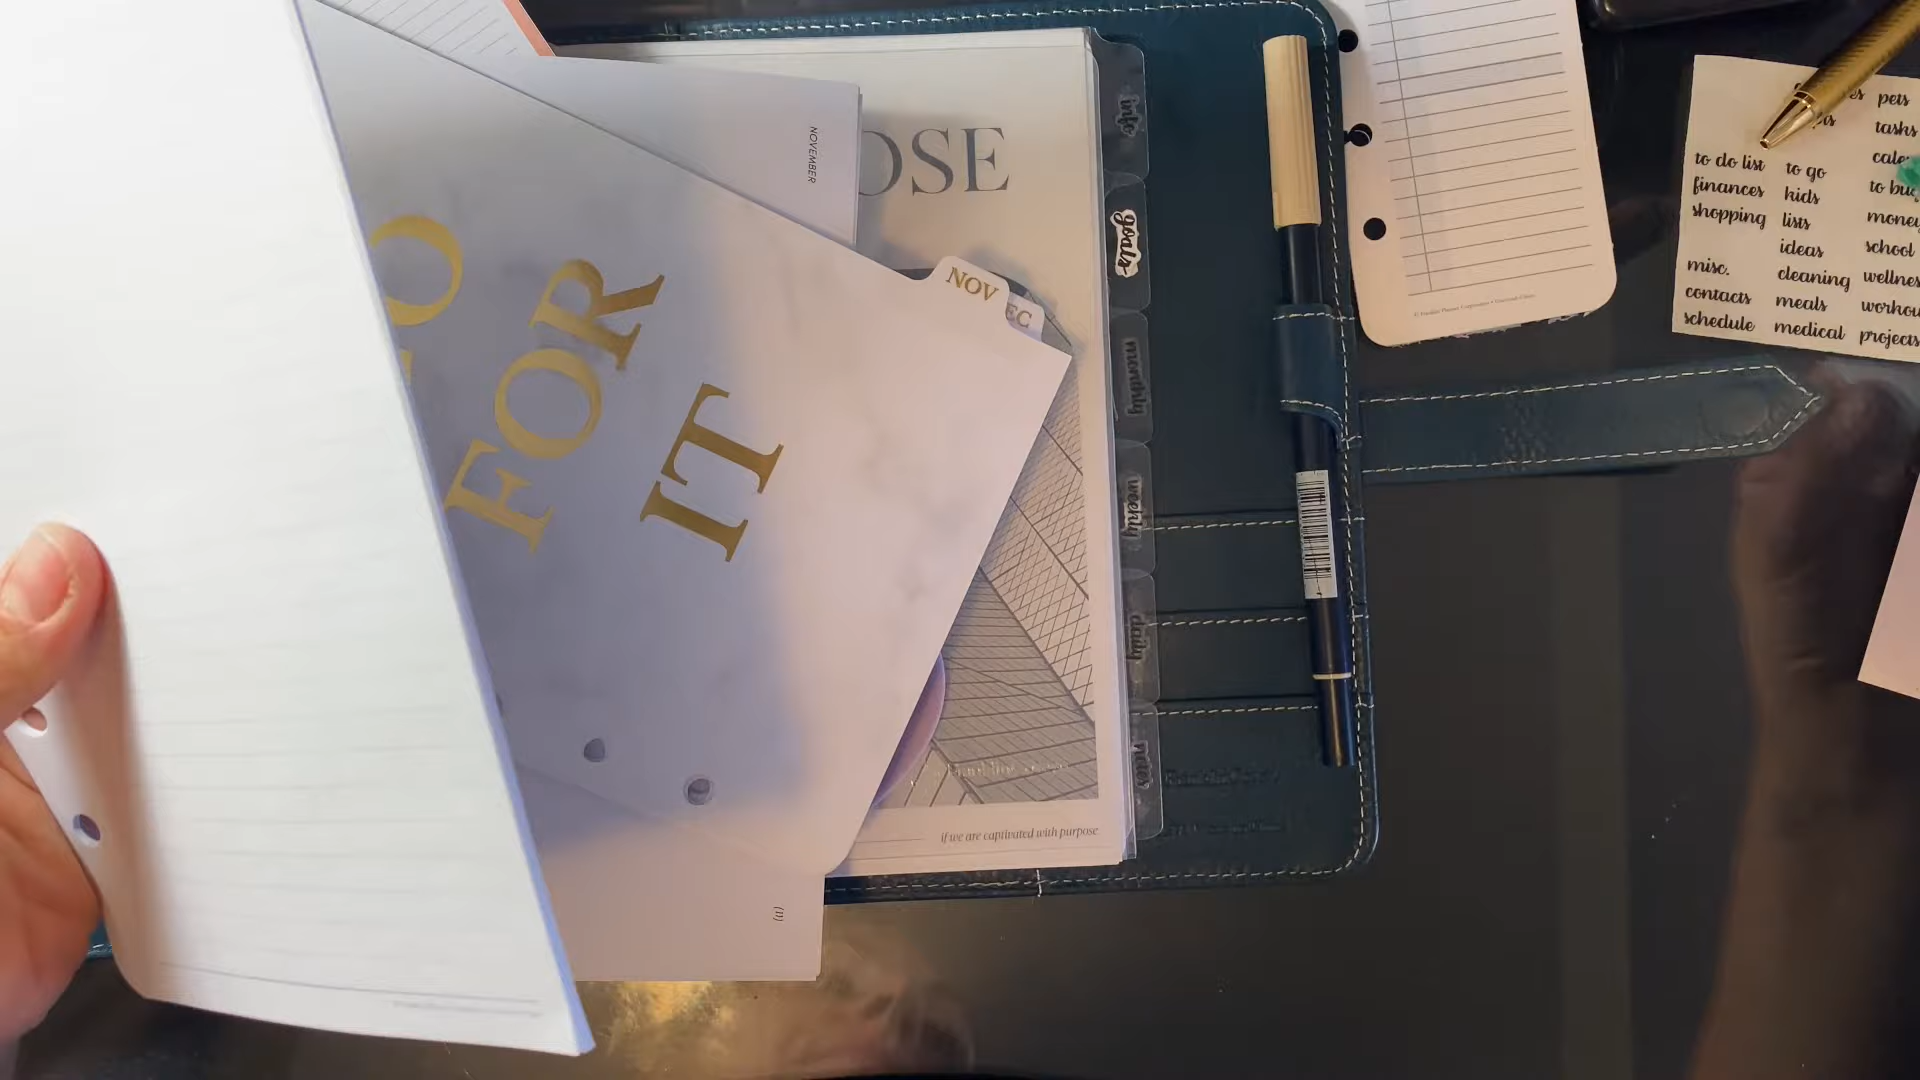 NOVEMBER
OSE
O
FOR
IT
NOV
EC
info
goals
monthly
weekly
daily
notes
if we are captivated with purpose
(11)
pets
tasks
to do list
to go
finances
kids
shopping
lists
money
ideas
school
misc.
cleaning
contacts
meals
schedule
medical
projects